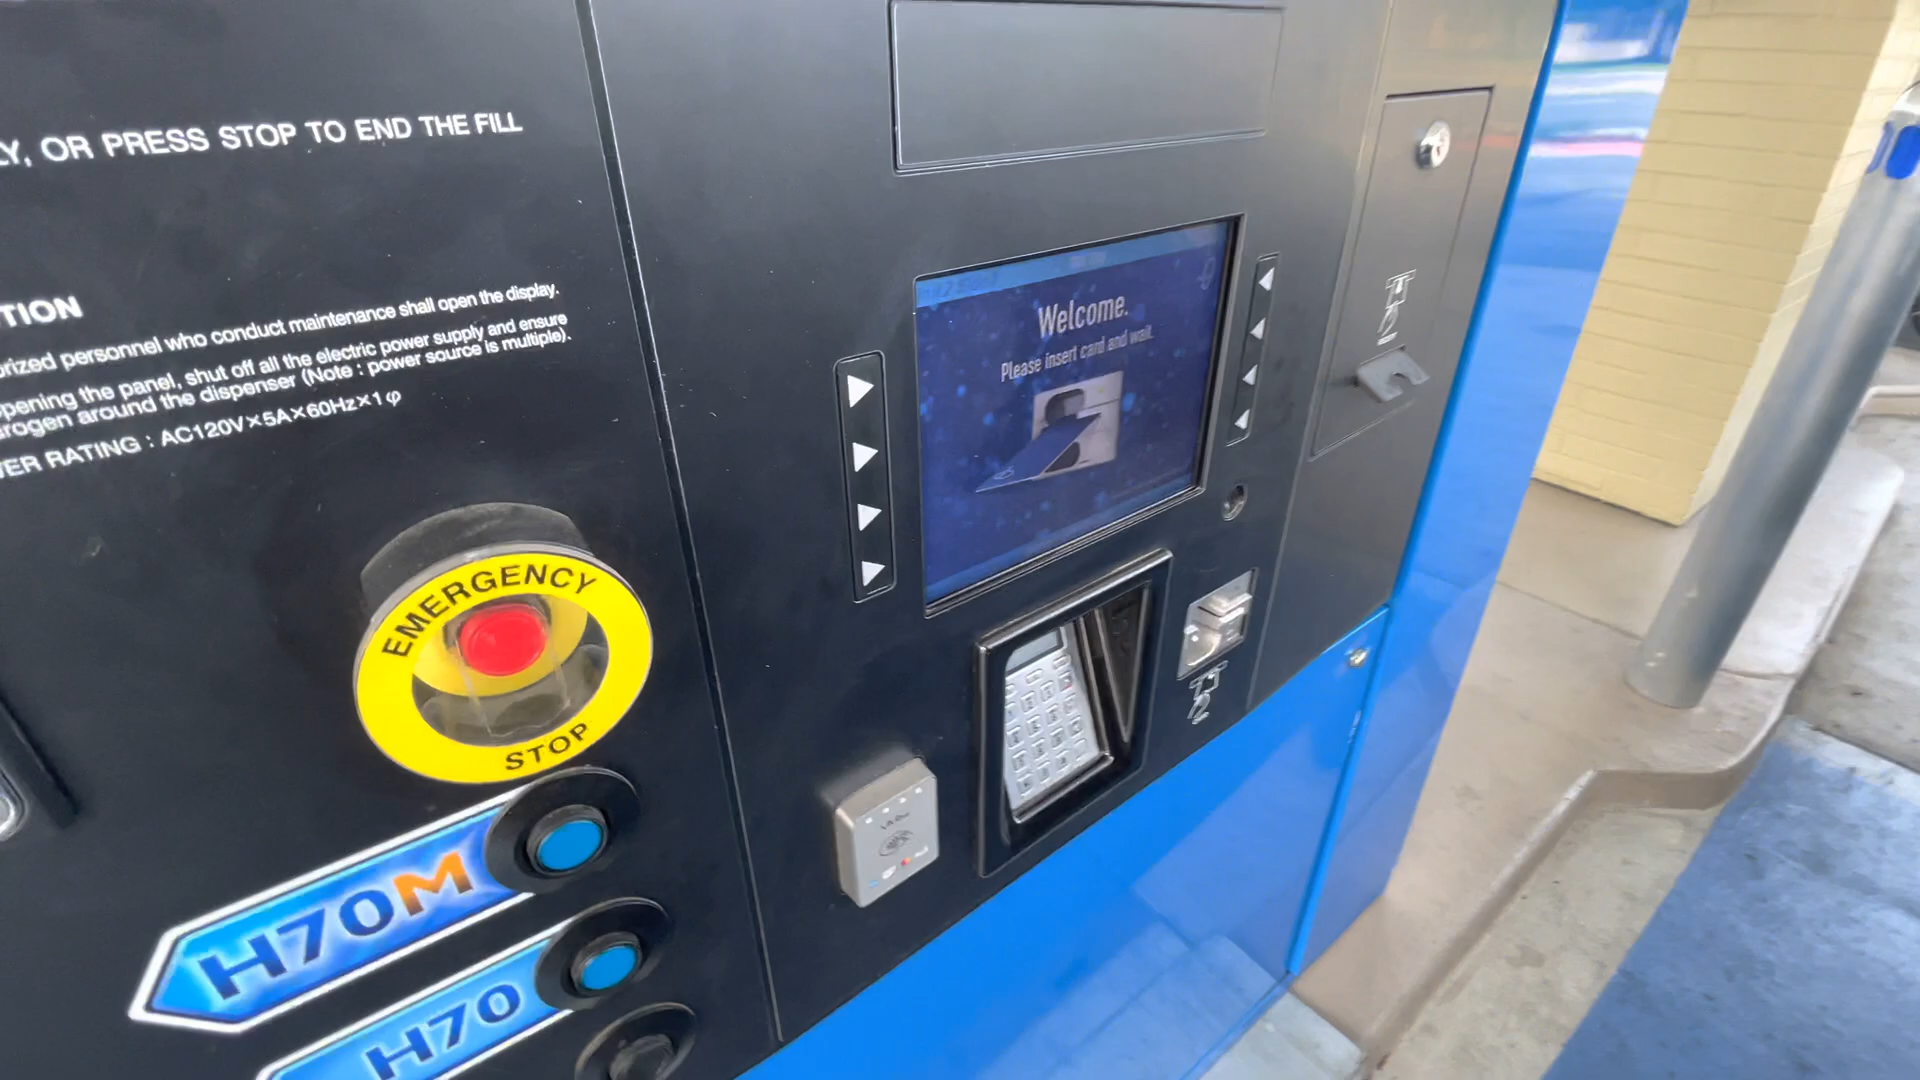 LY, OR PRESS STOP TO END THE FILL
TION
rized personnel who conduct maintenance shall open the display.
pening the panel, shut off all the electric power supply and ensure
rogen around the dispenser (Note : power source is multiple).
ER RATING : AC120V×5A×60Hz×1φ
EMERGENCY
STOP
H70M
H70
Welcome.
Please insert card and wait.